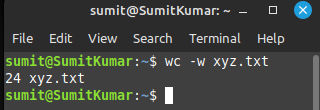 sumit@SumitKumar: ~
File Edit View Search Terminal Help
sumit@SumitKumar:~$ wc -w xyz.txt
24 xyz.txt
sumit@SumitKumar:~$